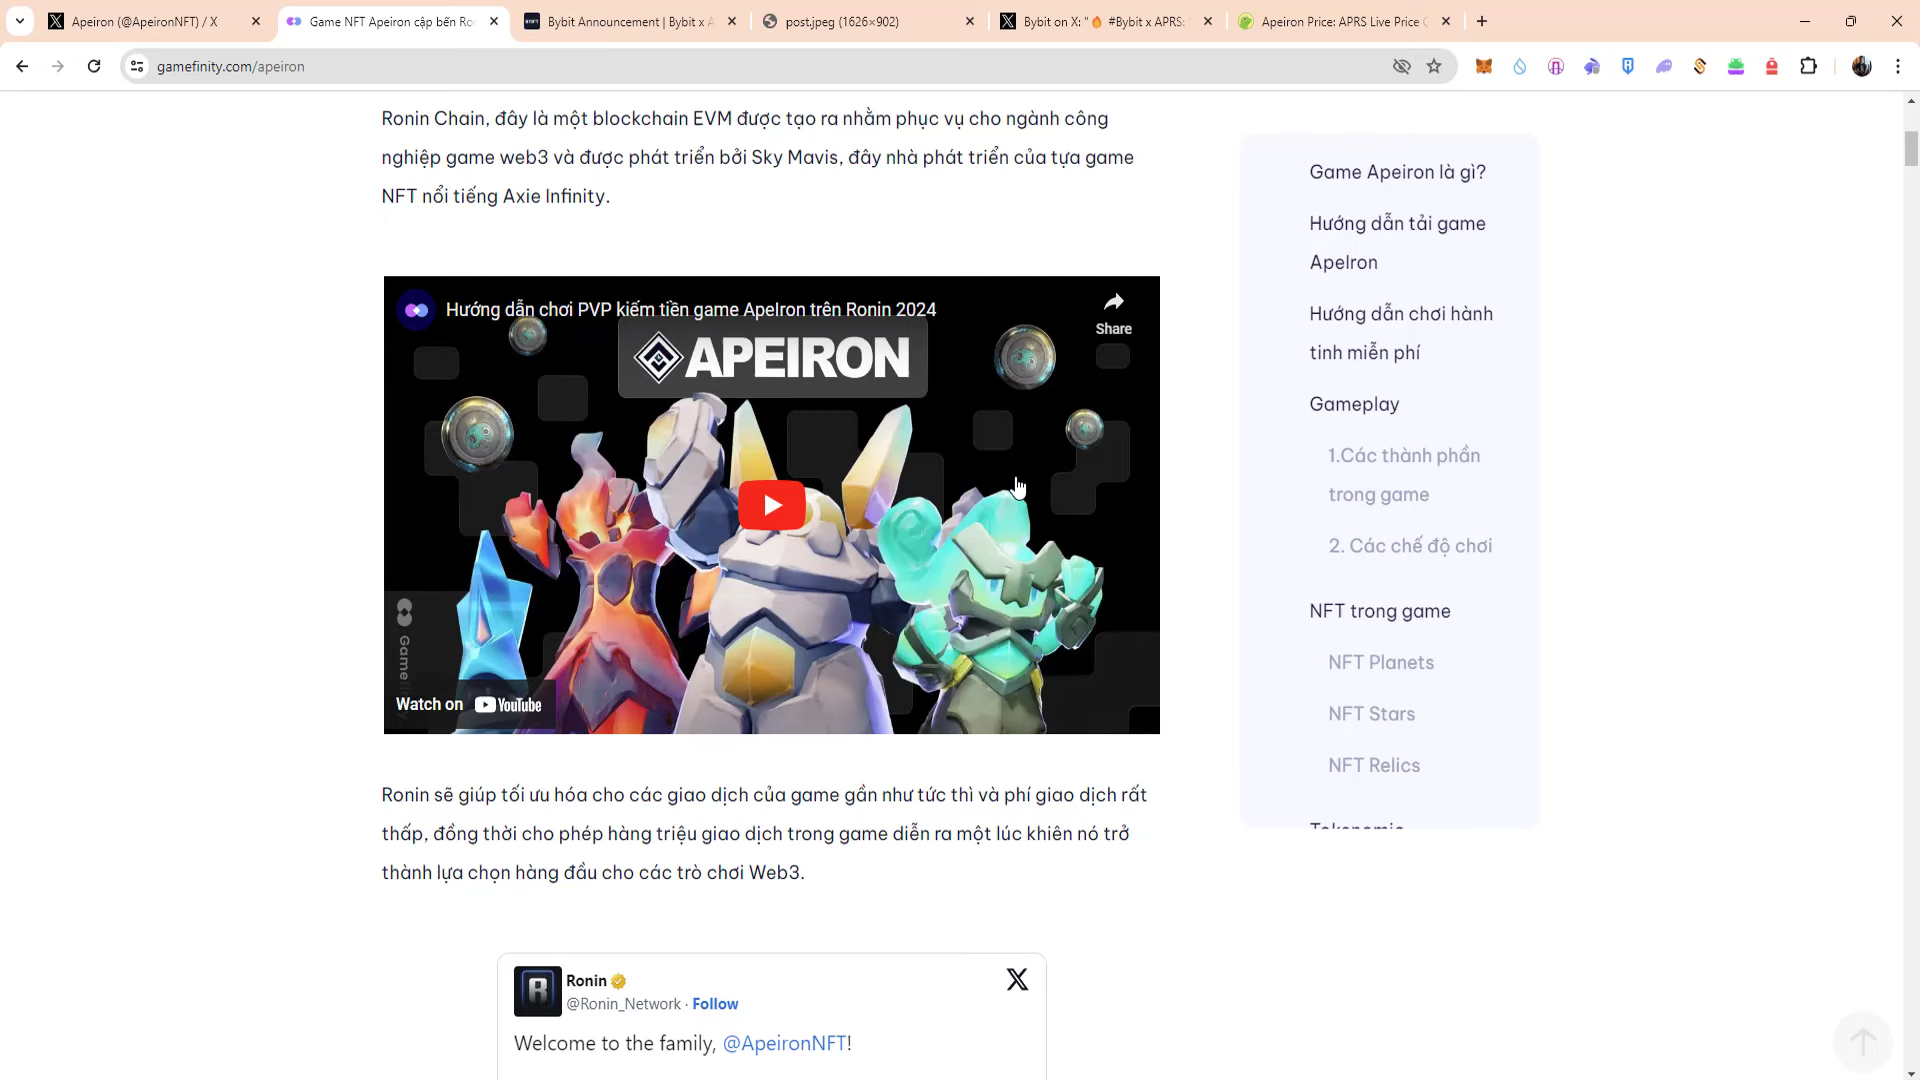 Apeiron (@ApeironNFT) / X
Game NFT Apeiron cập bến Ron
Bybit Announcement | Bybit x A
post.jpeg (1626×902)
Bybit on X: "🔥 #Bybit x APRS:
Apeiron Price: APRS Live Price C
gamefinity.com/apeiron
Ronin Chain, đây là một blockchain EVM được tạo ra nhằm phục vụ cho ngành công
nghiệp game web3 và được phát triển bởi Sky Mavis, đây nhà phát triển của tựa game
NFT nổi tiếng Axie Infinity.
Hướng dẫn chơi PVP kiếm tiền game ApeIron trên Ronin 2024
Share
APEIRON
Watch on YouTube
Ronin sẽ giúp tối ưu hóa cho các giao dịch của game gần như tức thì và phí giao dịch rất
thấp, đồng thời cho phép hàng triệu giao dịch trong game diễn ra một lúc khiên nó trở
thành lựa chọn hàng đầu cho các trò chơi Web3.
Ronin
@Ronin_Network · Follow
Welcome to the family, @ApeironNFT!
Game Apeiron là gì?
Hướng dẫn tải game
ApeIron
Hướng dẫn chơi hành
tinh miễn phí
Gameplay
1.Các thành phần
trong game
2. Các chế độ chơi
NFT trong game
NFT Planets
NFT Stars
NFT Relics